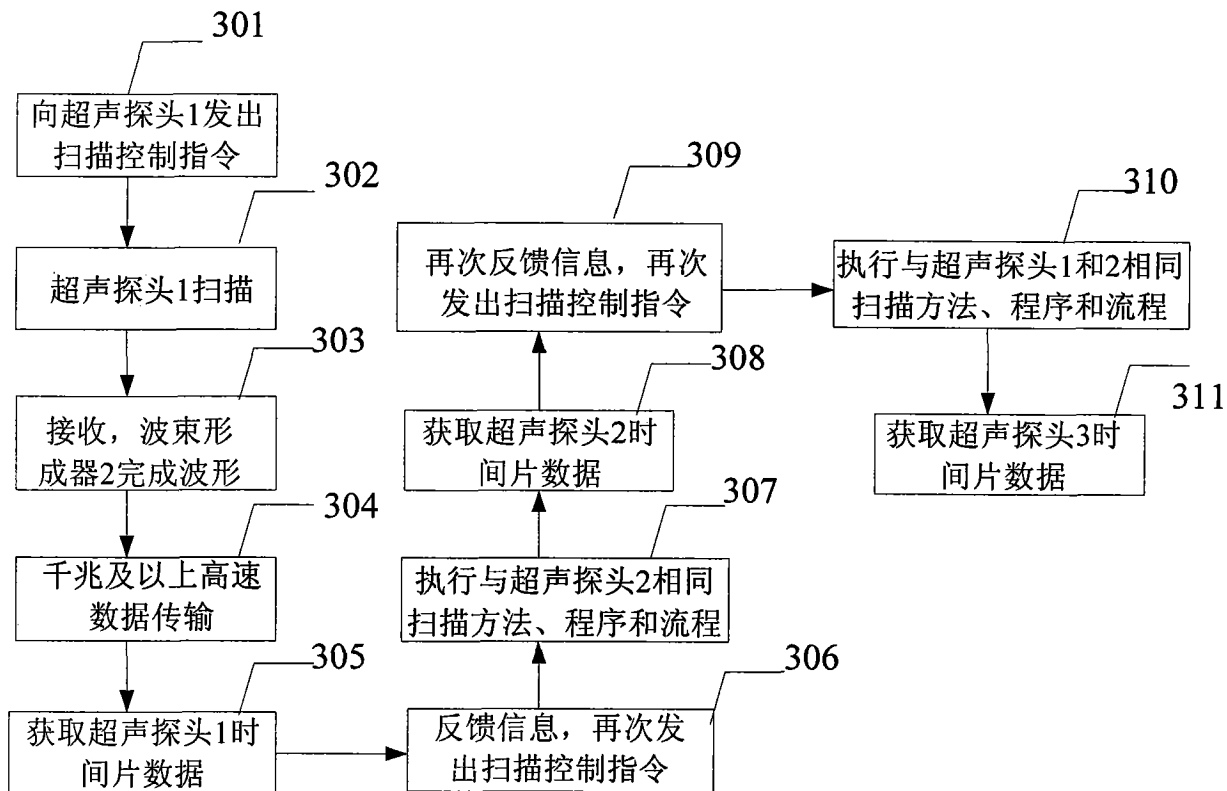 301
向超声探头1发出
扫描控制指令
302
超声探头1扫描
303
接收，波束形
成器2完成波形
304
千兆及以上高速
数据传输
305
获取超声探头1时
间片数据
306
反馈信息，再次发
出扫描控制指令
307
执行与超声探头2相同
扫描方法、程序和流程
308
获取超声探头2时
间片数据
309
再次反馈信息，再次
发出扫描控制指令
310
执行与超声探头1和2相同
扫描方法、程序和流程
311
获取超声探头3时
间片数据